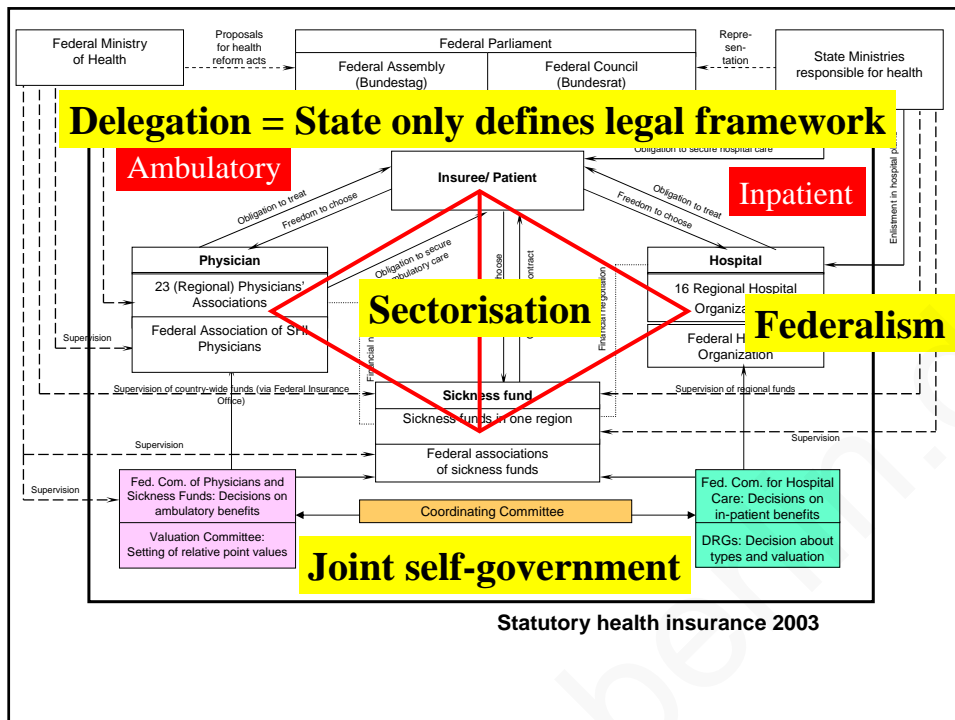 Federal Ministry
of Health
Proposals
for health
reform acts
Federal Parliament
Federal Assembly
(Bundestag)
Federal Council
(Bundesrat)
Repre-
sen-
tation
State Ministries
responsible for health
Delegation = State only defines legal framework
Ambulatory
Obligation to secure hospital care
Inpatient
Insuree/ Patient
Obligation to treat
Freedom to choose
Obligation to treat
Freedom to choose
Enlistment in hospital
Physician
23 (Regional) Physicians'
Associations
Federal Association of SHI
Physicians
Obligation to secure
ambulatory care
Hospital
16 Regional Hospital
Federal
Organization
Sectorisation
Federalism
Financial
Financial negotiation
Supervision
Supervision of country-wide funds (via Federal Insurance
Office)
Supervision of regional funds
Sickness fund
Sickness funds in one region
Federal associations
of sickness funds
Supervision
Supervision
Supervision
Fed. Com. of Physicians and
Sickness Funds: Decisions on
ambulatory benefits
Valuation Committee:
Setting of relative point values
Coordinating Committee
Fed. Com. for Hospital
Care: Decisions on
in-patient benefits
DRGs: Decision about
types and valuation
Joint self-government
Statutory health insurance 2003